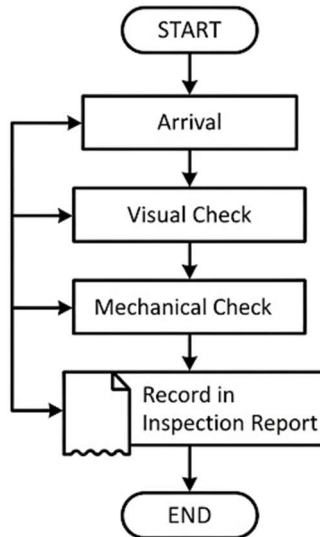 START
Arrival
Visual Check
Mechanical Check
Record in
Inspection Report
END